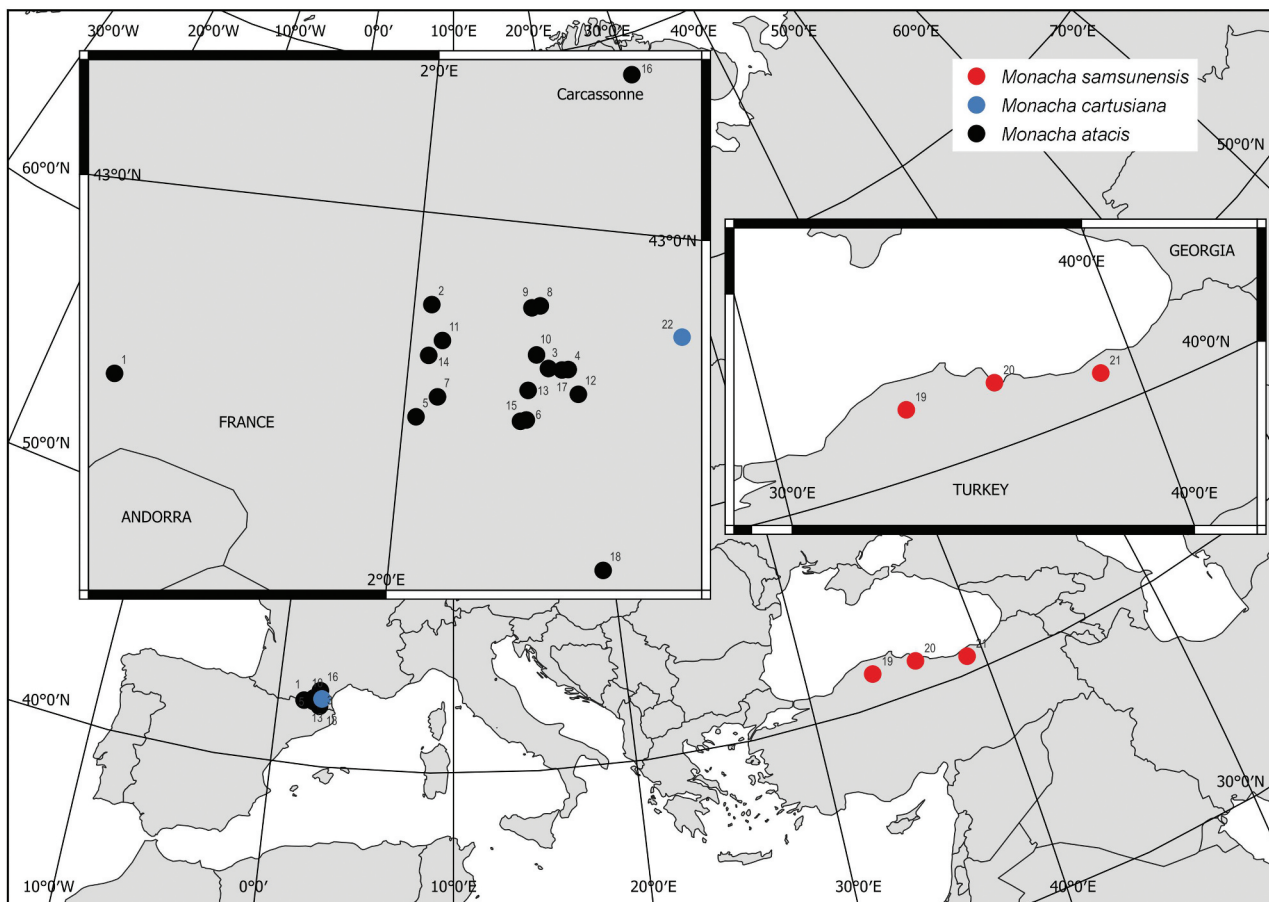 30°0'W
20°0'W
10°0'W
0°0'
10°0'E
20°0'E
30°0'E
40°0'E
50°0'E
60°0'E
70°0'E
60°0'N
50°0'N
40°0'N
50°0'N
30°0'N
10°0'W
0°0'
10°0'E
20°0'E
30°0'E
40°0'E
Monacha samsunensis
Monacha cartusiana
Monacha atacis
2°0'E
16
Carcassonne
43°0'N
43°0'N
2
9
8
11
22
10
14
3
4
1
7
13
17
12
5
15
6
FRANCE
ANDORRA
18
2°0'E
GEORGIA
40°0'E
40°0'N
20
21
19
30°0'E
TURKEY
40°0'E
1
16
13
18
19
20
21